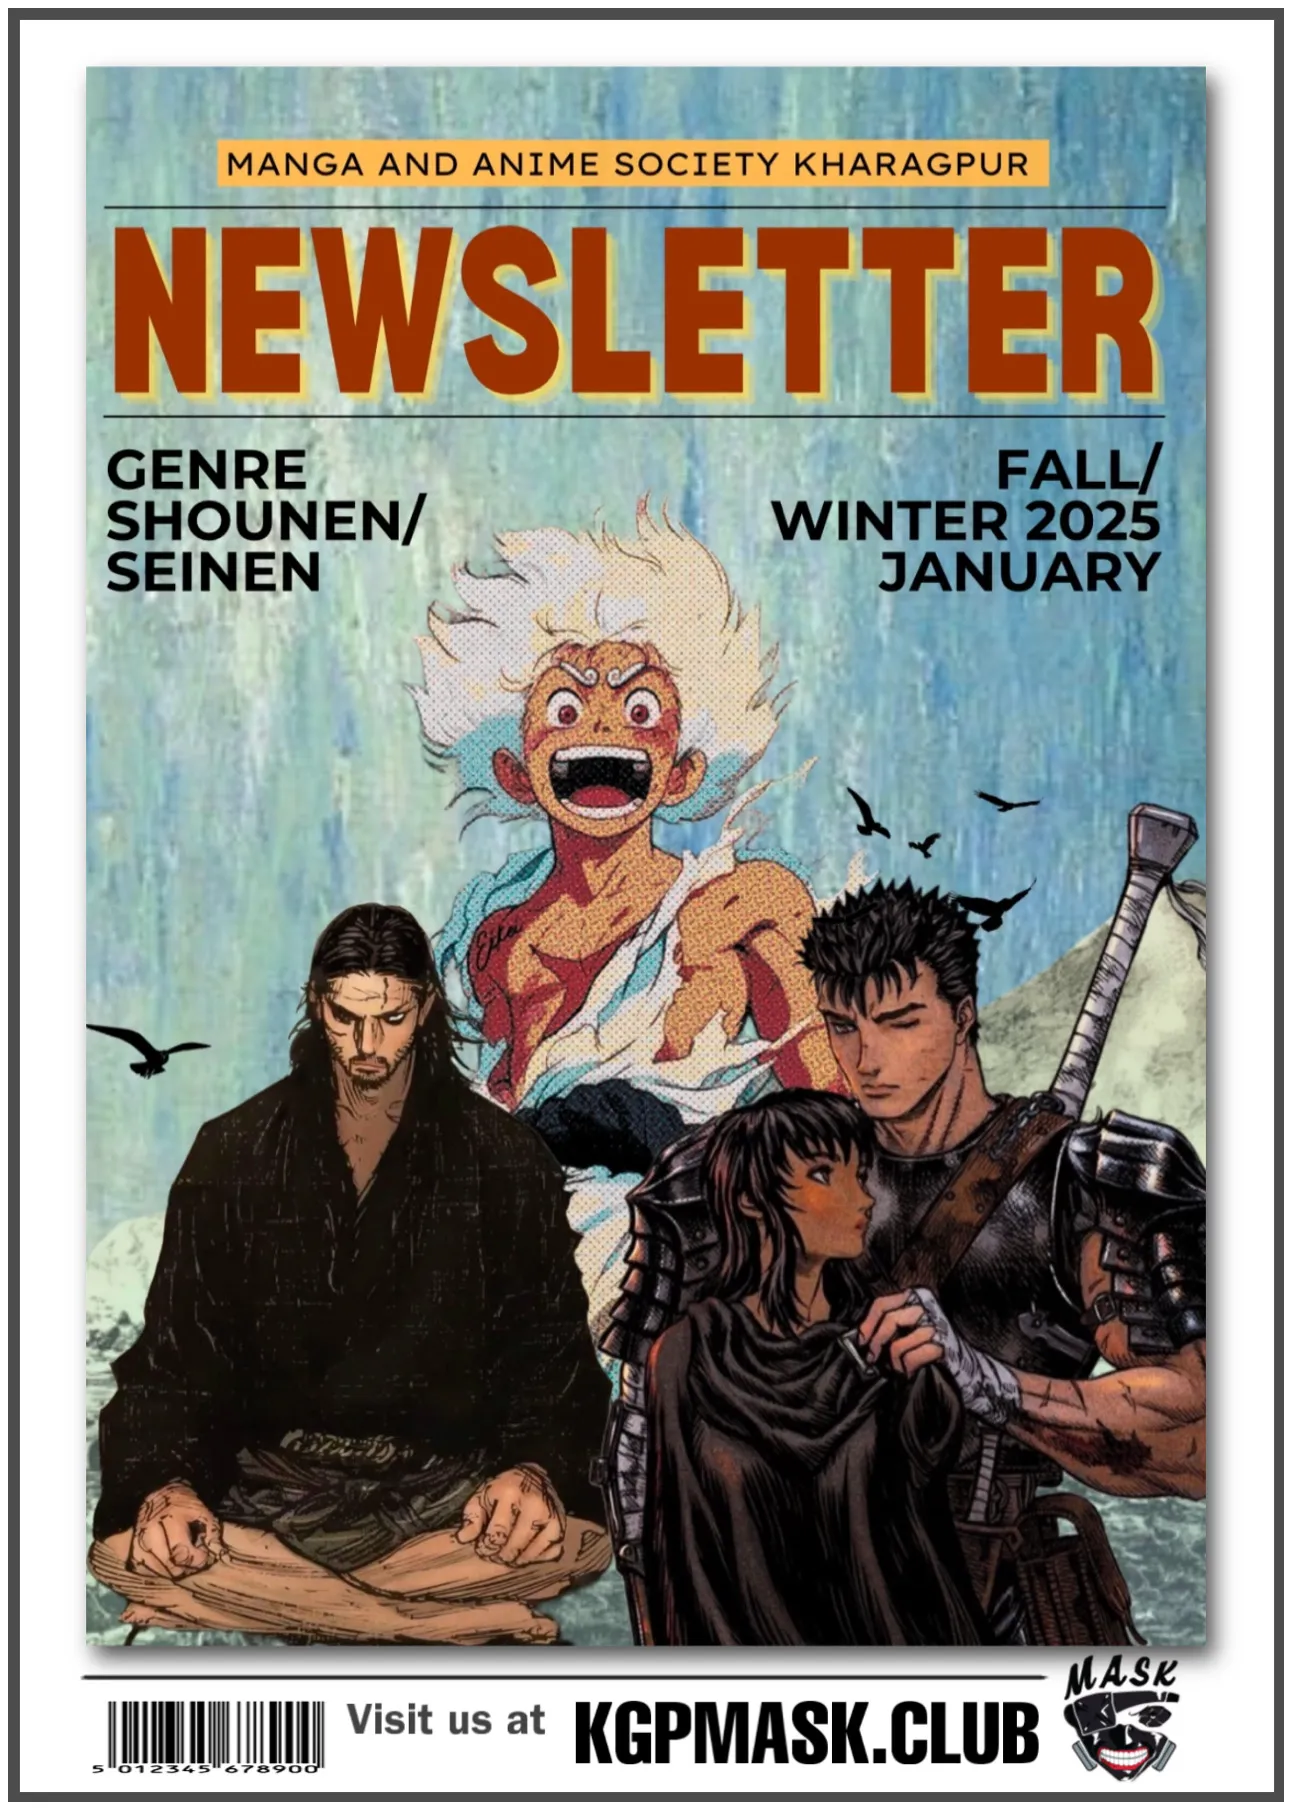 MANGA AND ANIME SOCIETY KHARAGPUR
NEWSLETTER
GENRE
SHOUNEN/
SEINEN
FALL/
WINTER 2025
JANUARY
Visit us at
KGPMASK.CLUB
MASK
5 012345 678900